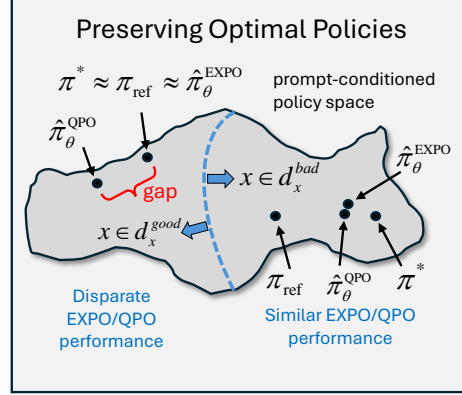 Preserving Optimal Policies
π* ≈ π_ref ≈ π̂_θ^EXPO
prompt-conditioned
policy space
π̂_θ^QPO
π̂_θ^EXPO
gap
x ∈ d_x^bad
x ∈ d_x^good
π_ref
π̂_θ^QPO
π*
Disparate
EXPO/QPO
performance
Similar EXPO/QPO
performance